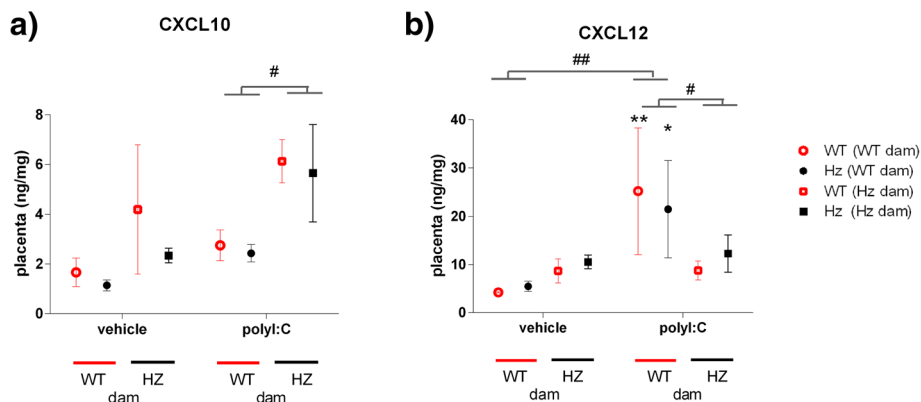 a)
CXCL10
#
placenta (ng/mg)
8
6
4
2
0
vehicle
polyI:C
WT
HZ
WT
HZ
dam
dam
b)
CXCL12
##
#
**
*
placenta (ng/mg)
40
30
20
10
0
vehicle
polyI:C
WT
HZ
WT
HZ
dam
dam
WT (WT dam)
Hz (WT dam)
WT (Hz dam)
Hz (Hz dam)